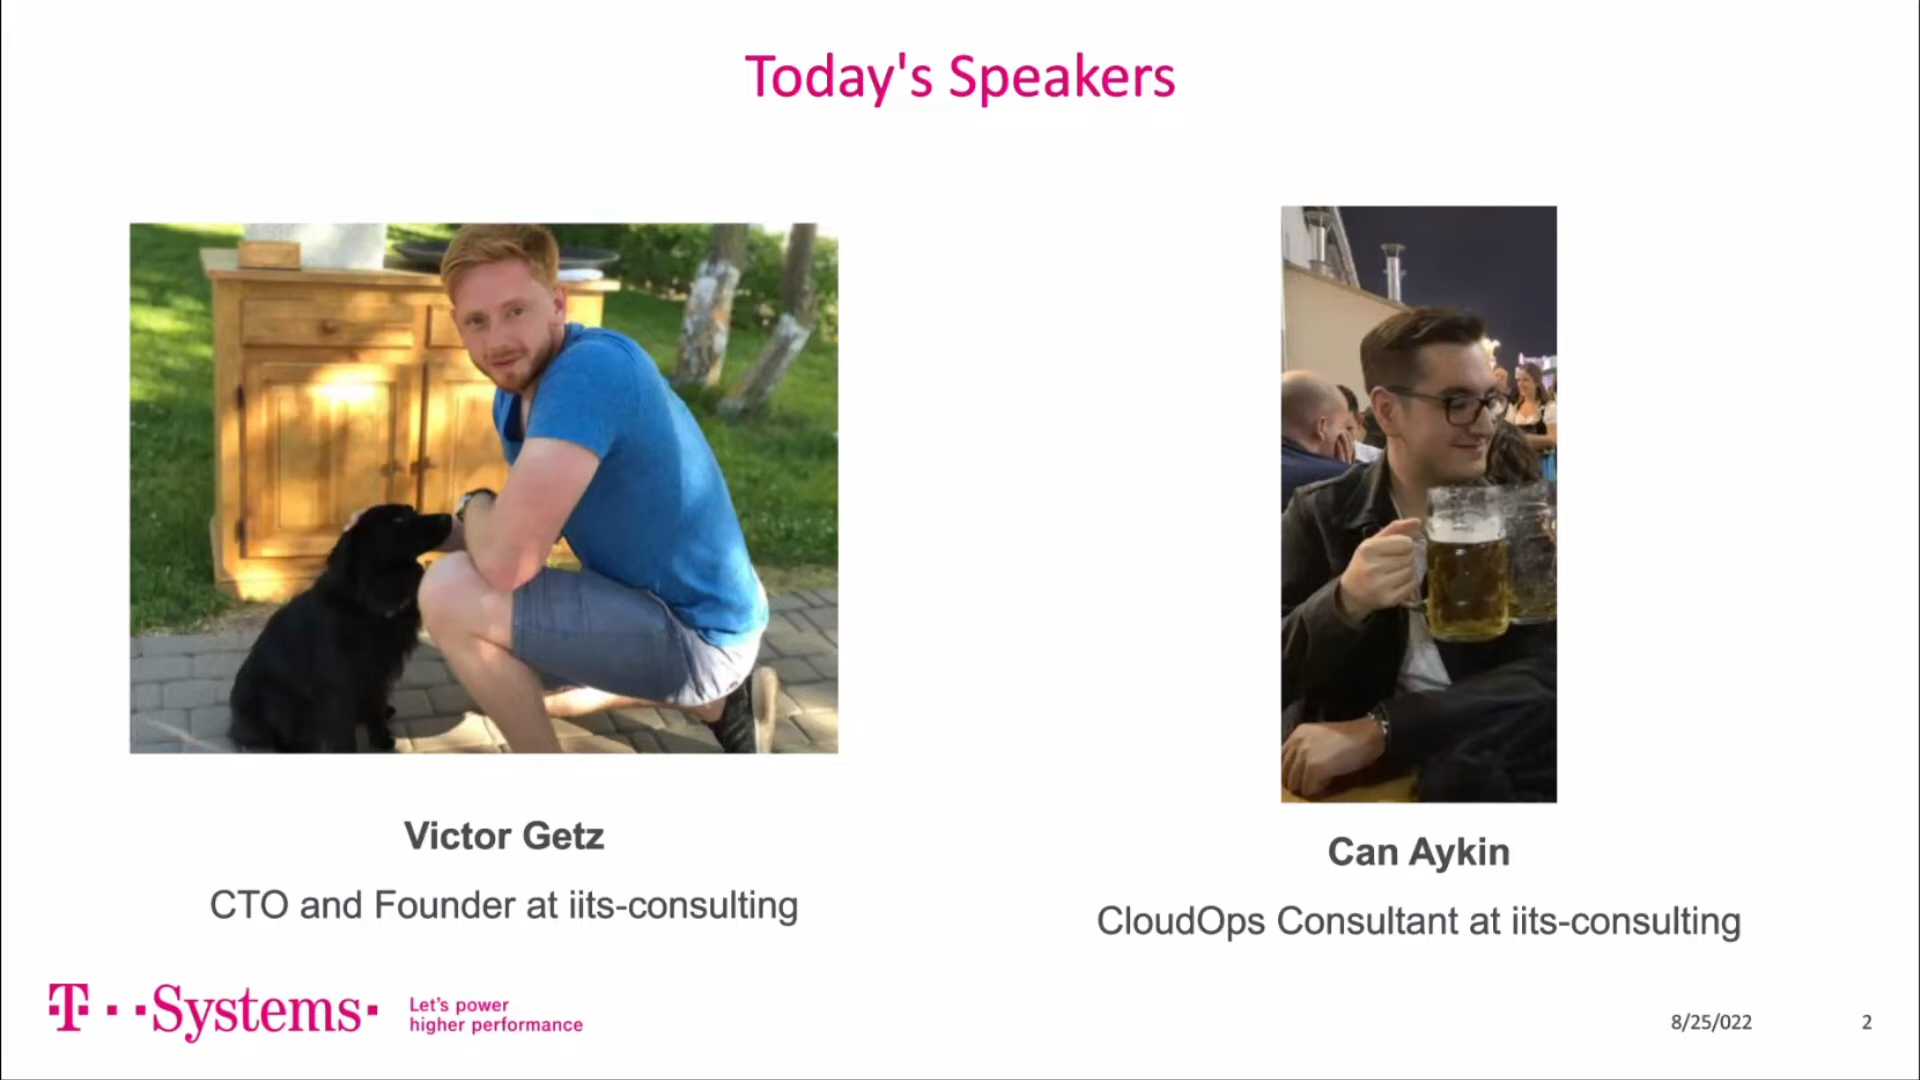 Today's Speakers
Victor Getz
CTO and Founder at iits-consulting
Can Aykin
CloudOps Consultant at iits-consulting
T··Systems·
Let's power
higher performance
8/25/022
2